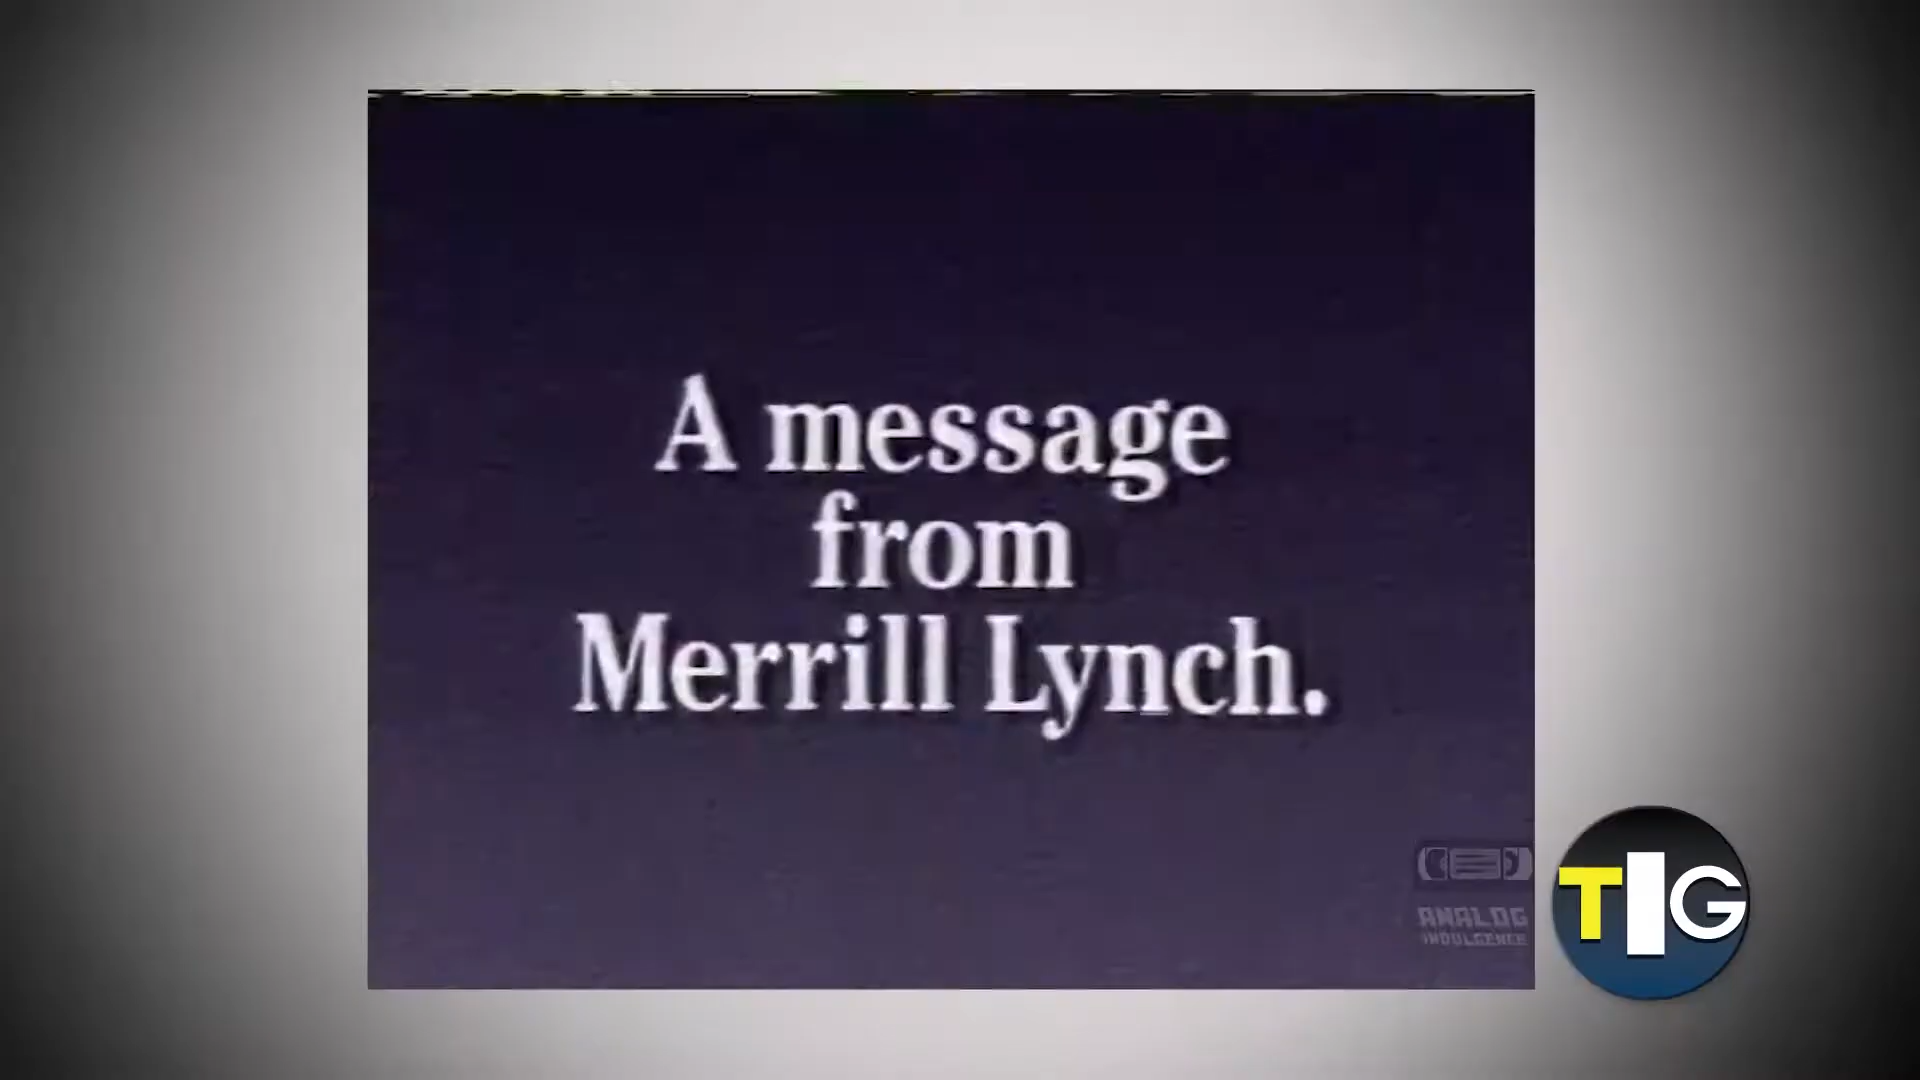 A message
from
Merrill Lynch.
ANALOG
INDULGENCE
TIG